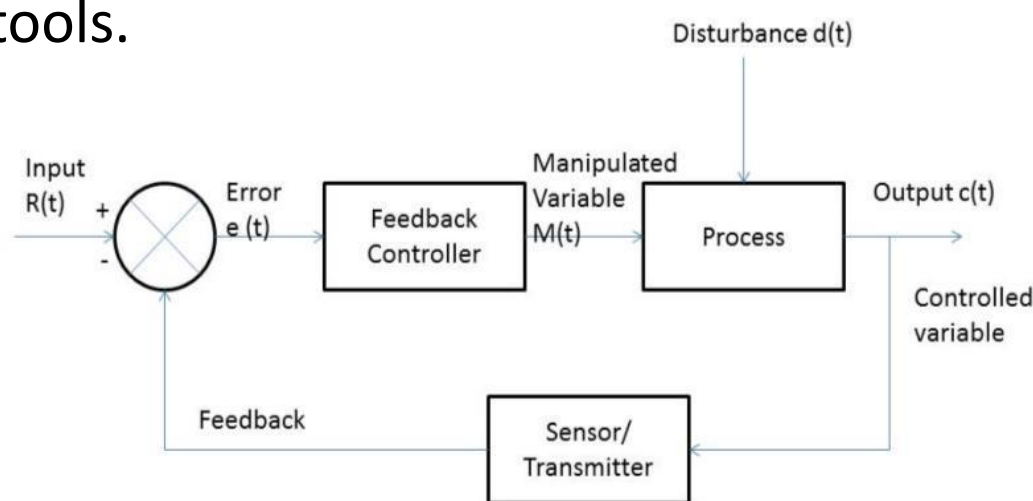 tools.
Disturbance d(t)
Input
R(t)
+
-
Error
e (t)
Feedback
Controller
Manipulated
Variable
M(t)
Process
Output c(t)
Controlled
variable
Feedback
Sensor/
Transmitter